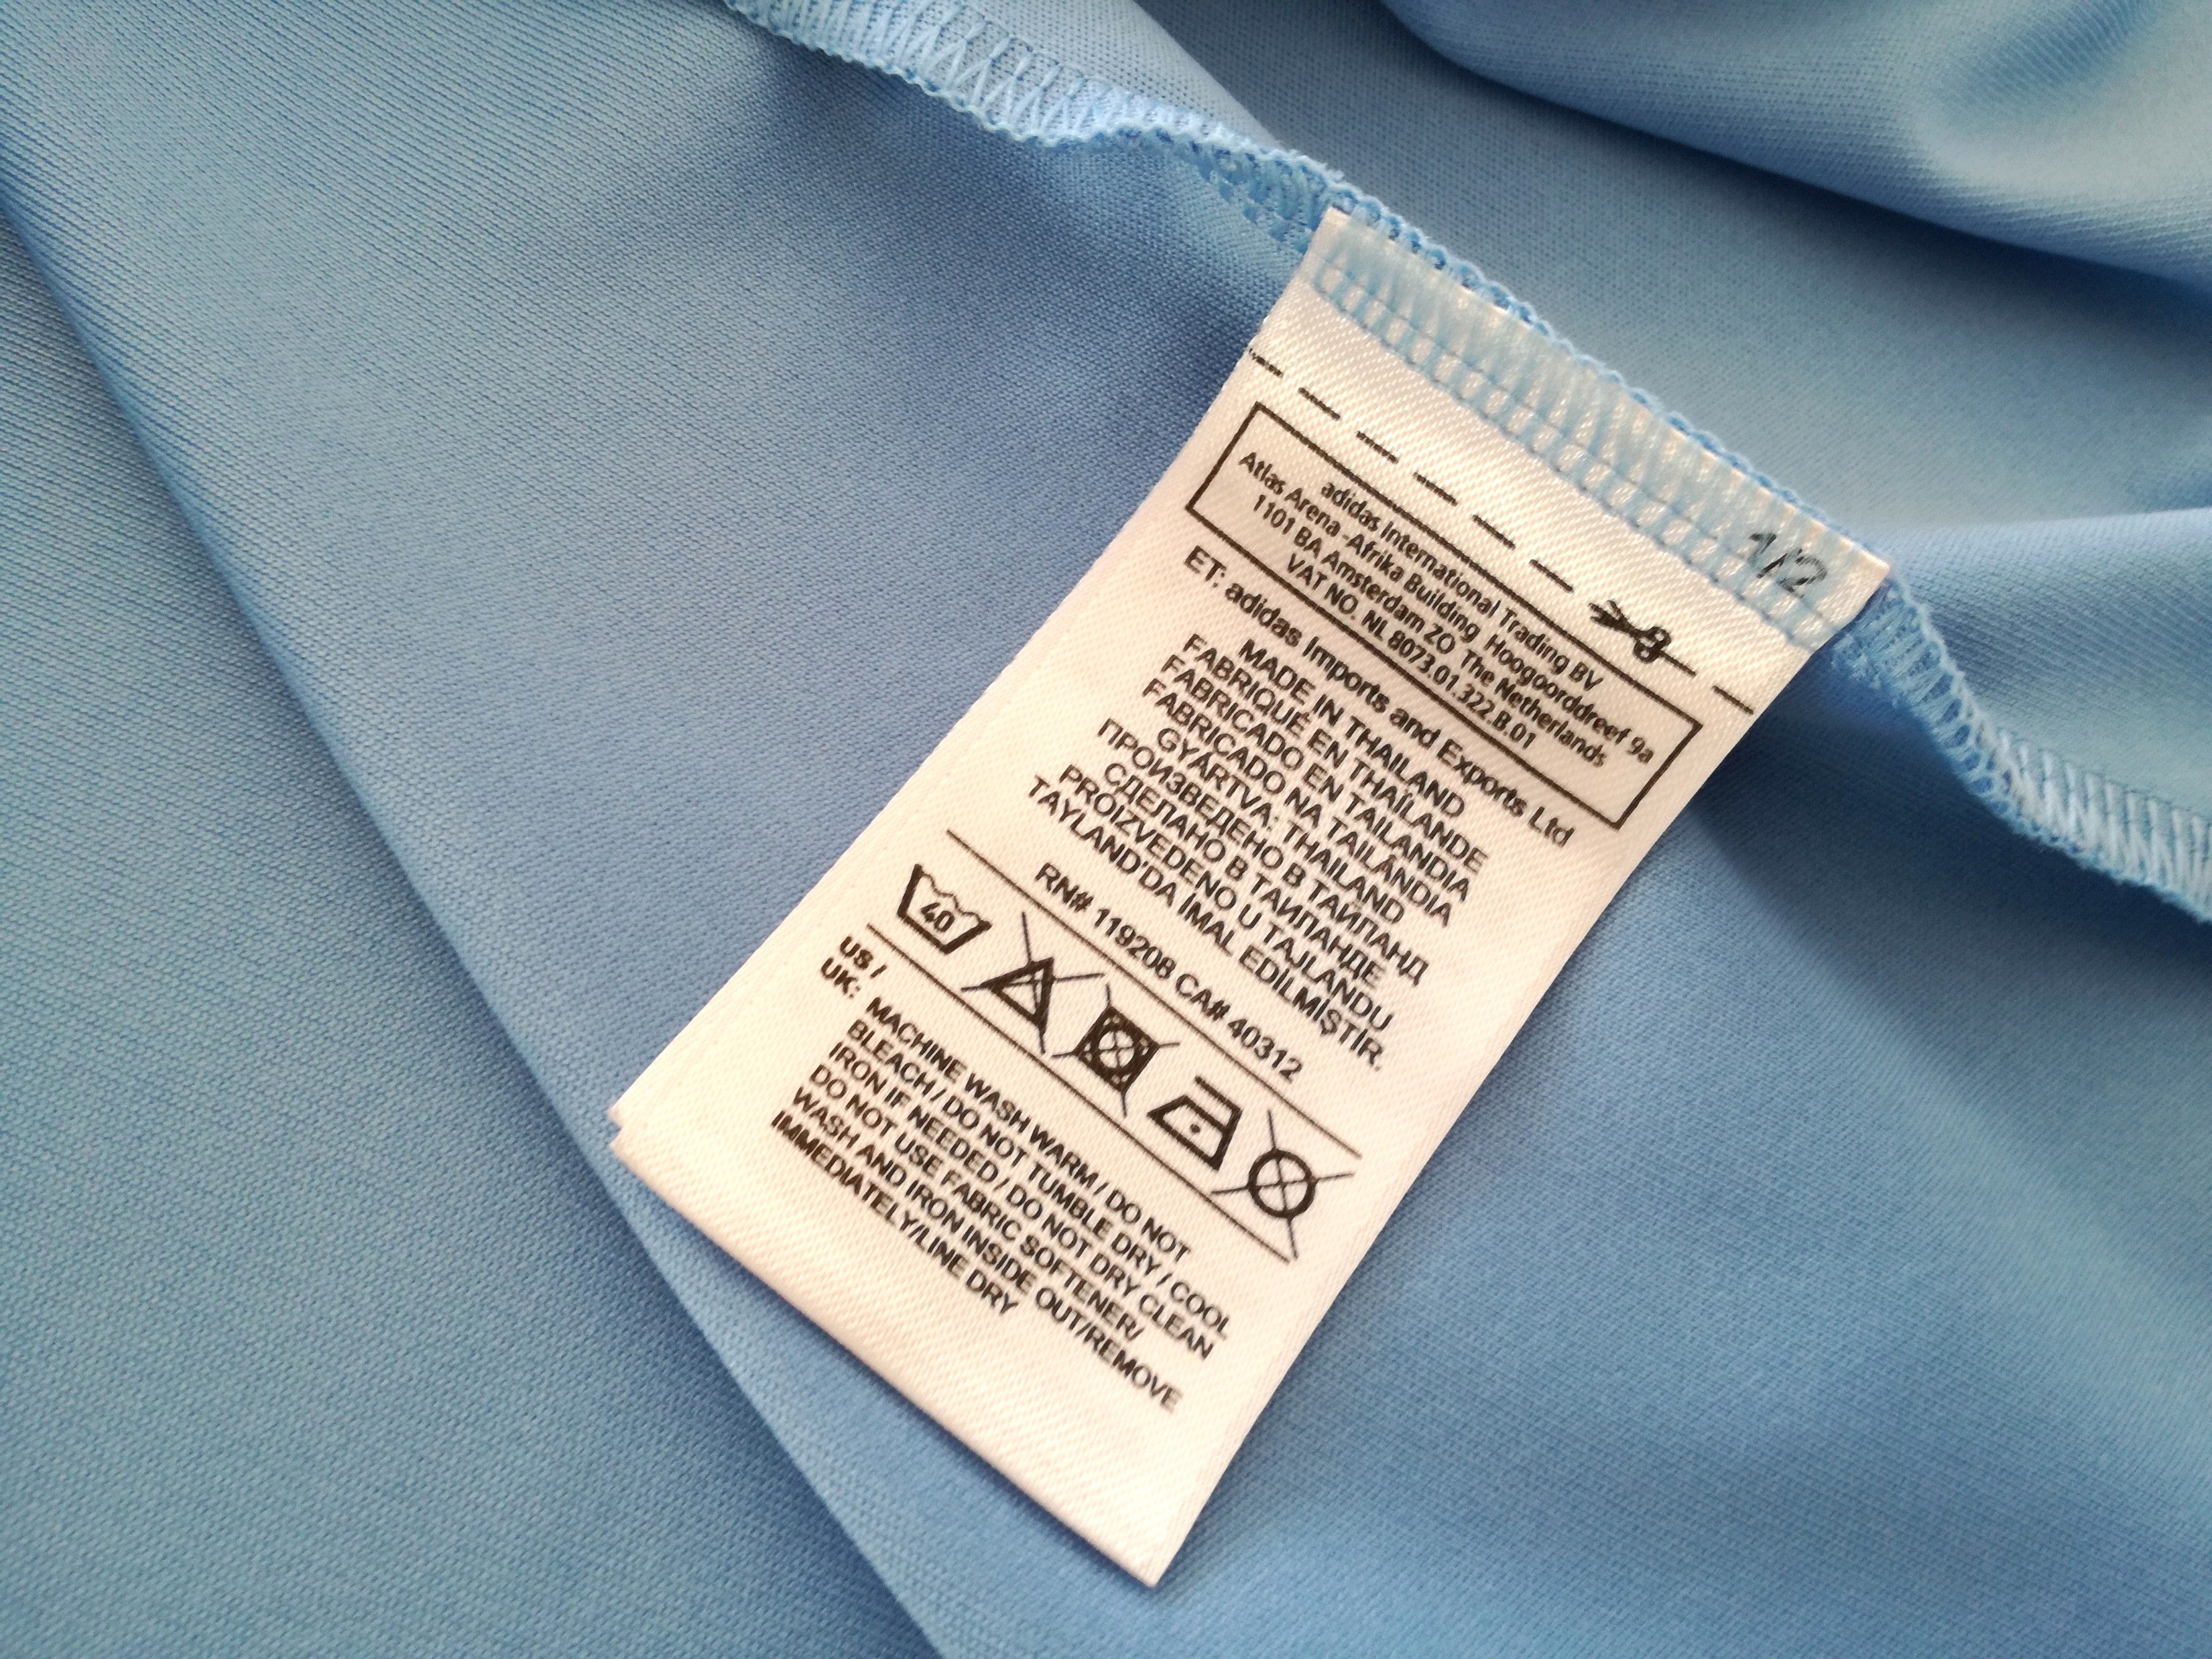 1/2
adidas International Trading BV
Atlas Arena -Afrika Building Hoogoorddreef 9a
1101 BA Amsterdam ZO The Netherlands
VAT NO. NL 8073.01.322.B.01
ET: adidas Imports and Exports Ltd
MADE IN THAILAND
FABRIQUÉ EN THAÏLANDE
FABRICADO EN TAILANDIA
FABRICADO NA TAILÂNDIA
GYÁRTVA: THAILAND
ПРОИЗВЕДЕНО В ТАЙЛАНД
СДЕЛАНО В ТАИЛАНДЕ
PROIZVEDENO U TAJLANDU
TAYLAND'DA İMAL EDİLMİŞTİR.
RN# 119208 CA# 40312
40
US /
UK: MACHINE WASH WARM / DO NOT
BLEACH / DO NOT TUMBLE DRY / COOL
IRON IF NEEDED / DO NOT DRY CLEAN
DO NOT USE FABRIC SOFTENER/
WASH AND IRON INSIDE OUT/REMOVE
IMMEDIATELY/LINE DRY